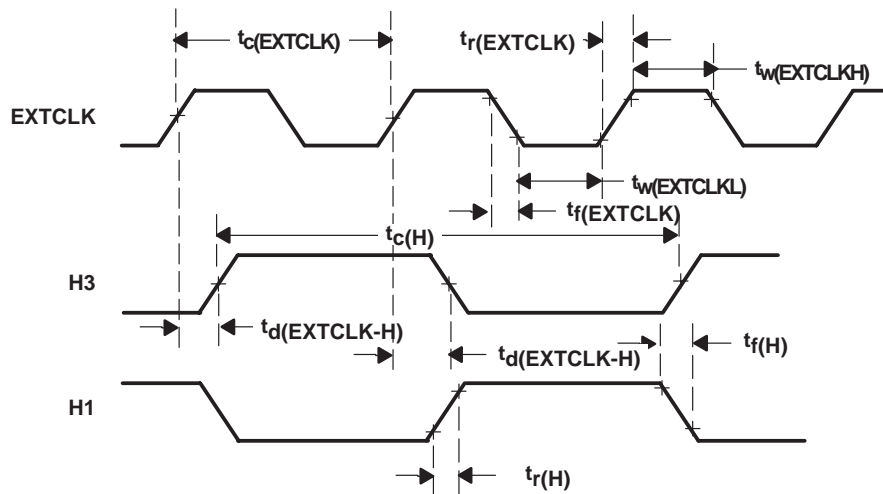 tc(EXTCLK)
tr(EXTCLK)
tw(EXTCLKH)
EXTCLK
tw(EXTCLKL)
tf(EXTCLK)
tc(H)
H3
td(EXTCLK-H)
td(EXTCLK-H)
tf(H)
H1
tr(H)